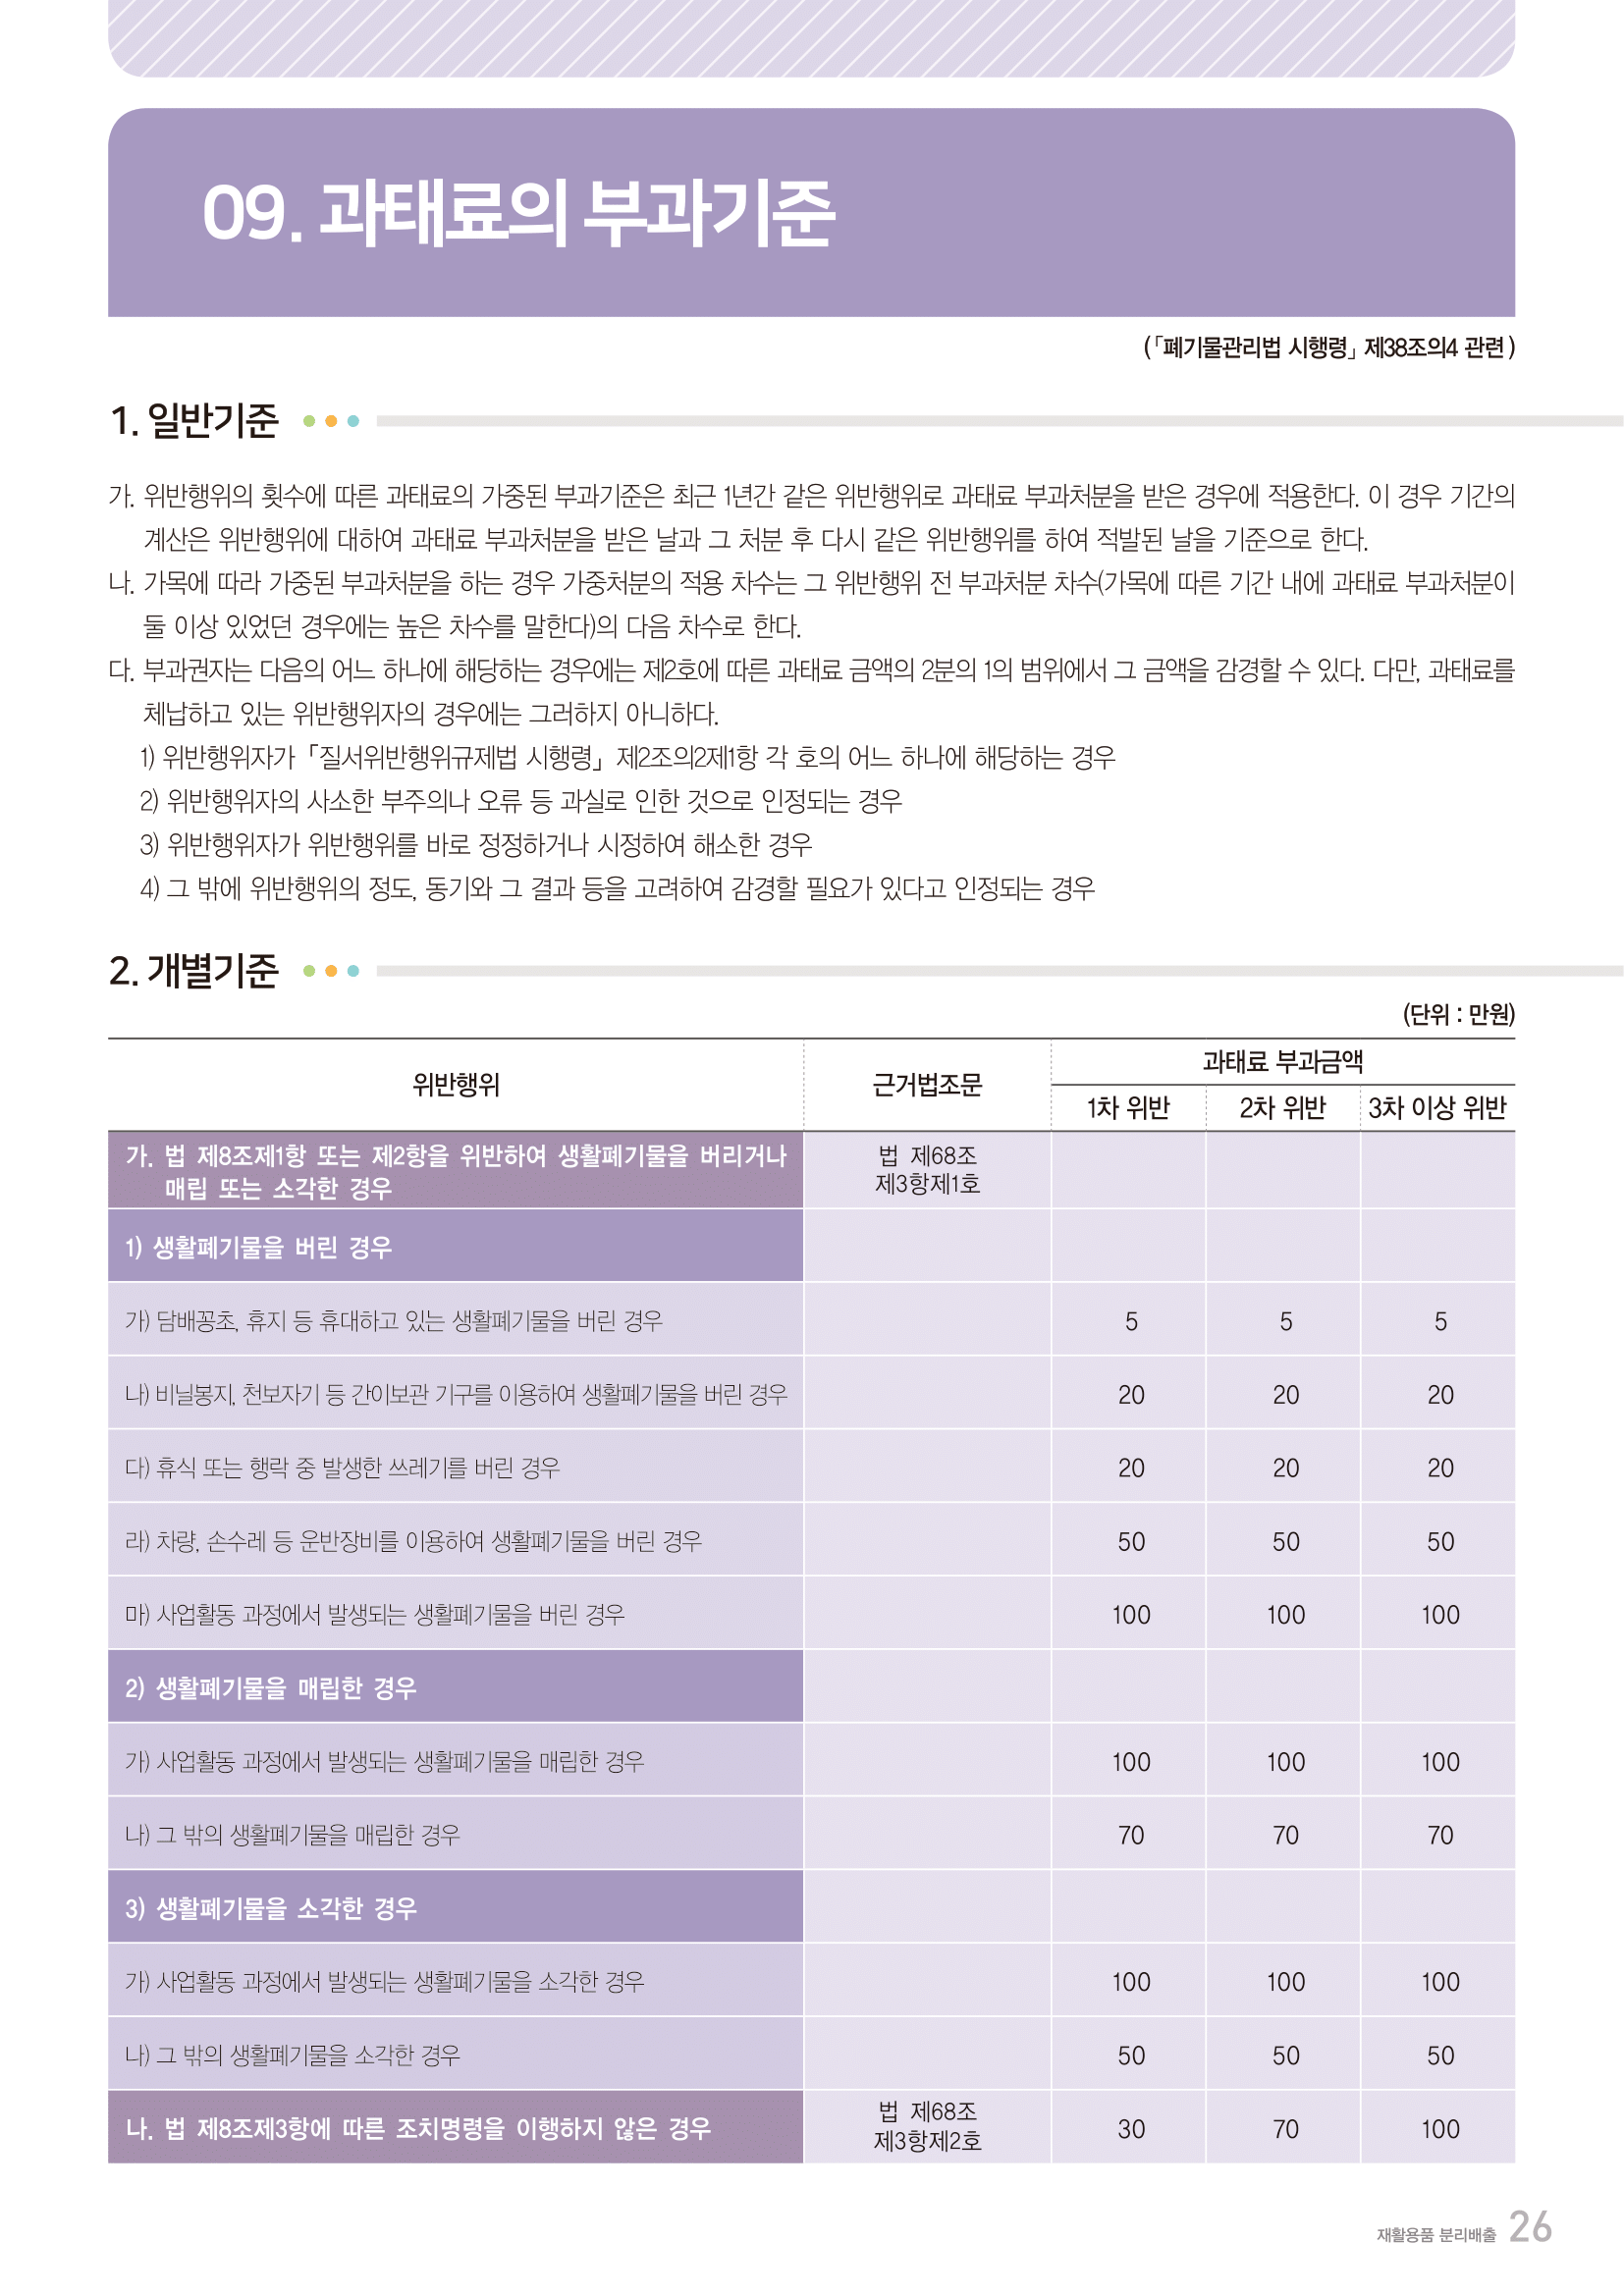 09. 과태료의 부과기준
(「폐기물관리법 시행령」 제38조의4 관련)
1. 일반기준
가. 위반행위의 횟수에 따른 과태료의 가중된 부과기준은 최근 1년간 같은 위반행위로 과태료 부과처분을 받은 경우에 적용한다. 이 경우 기간의
계산은 위반행위에 대하여 과태료 부과처분을 받은 날과 그 처분 후 다시 같은 위반행위를 하여 적발된 날을 기준으로 한다.
나. 가목에 따라 가중된 부과처분을 하는 경우 가중처분의 적용 차수는 그 위반행위 전 부과처분 차수(가목에 따른 기간 내에 과태료 부과처분이
둘 이상 있었던 경우에는 높은 차수를 말한다)의 다음 차수로 한다.
다. 부과권자는 다음의 어느 하나에 해당하는 경우에는 제2호에 따른 과태료 금액의 2분의 1의 범위에서 그 금액을 감경할 수 있다. 다만, 과태료를
체납하고 있는 위반행위자의 경우에는 그러하지 아니하다.
1) 위반행위자가 「질서위반행위규제법 시행령」 제2조의2제1항 각 호의 어느 하나에 해당하는 경우
2) 위반행위자의 사소한 부주의나 오류 등 과실로 인한 것으로 인정되는 경우
3) 위반행위자가 위반행위를 바로 정정하거나 시정하여 해소한 경우
4) 그 밖에 위반행위의 정도, 동기와 그 결과 등을 고려하여 감경할 필요가 있다고 인정되는 경우
2. 개별기준
(단위 : 만원)
위반행위 근거법조문 과태료 부과금액
1차 위반 2차 위반 3차 이상 위반
가. 법 제8조제1항 또는 제2항을 위반하여 생활폐기물을 버리거나 법 제68조
매립 또는 소각한 경우 제3항제1호
1) 생활폐기물을 버린 경우
가) 담배꽁초, 휴지 등 휴대하고 있는 생활폐기물을 버린 경우 5 5 5
나) 비닐봉지, 천보자기 등 간이보관 기구를 이용하여 생활폐기물을 버린 경우 20 20 20
다) 휴식 또는 행락 중 발생한 쓰레기를 버린 경우 20 20 20
라) 차량, 손수레 등 운반장비를 이용하여 생활폐기물을 버린 경우 50 50 50
마) 사업활동 과정에서 발생되는 생활폐기물을 버린 경우 100 100 100
2) 생활폐기물을 매립한 경우
가) 사업활동 과정에서 발생되는 생활폐기물을 매립한 경우 100 100 100
나) 그 밖의 생활폐기물을 매립한 경우 70 70 70
3) 생활폐기물을 소각한 경우
가) 사업활동 과정에서 발생되는 생활폐기물을 소각한 경우 100 100 100
나) 그 밖의 생활폐기물을 소각한 경우 50 50 50
나. 법 제8조제3항에 따른 조치명령을 이행하지 않은 경우 법 제68조 제3항제2호 30 70 100
재활용품 분리배출 26